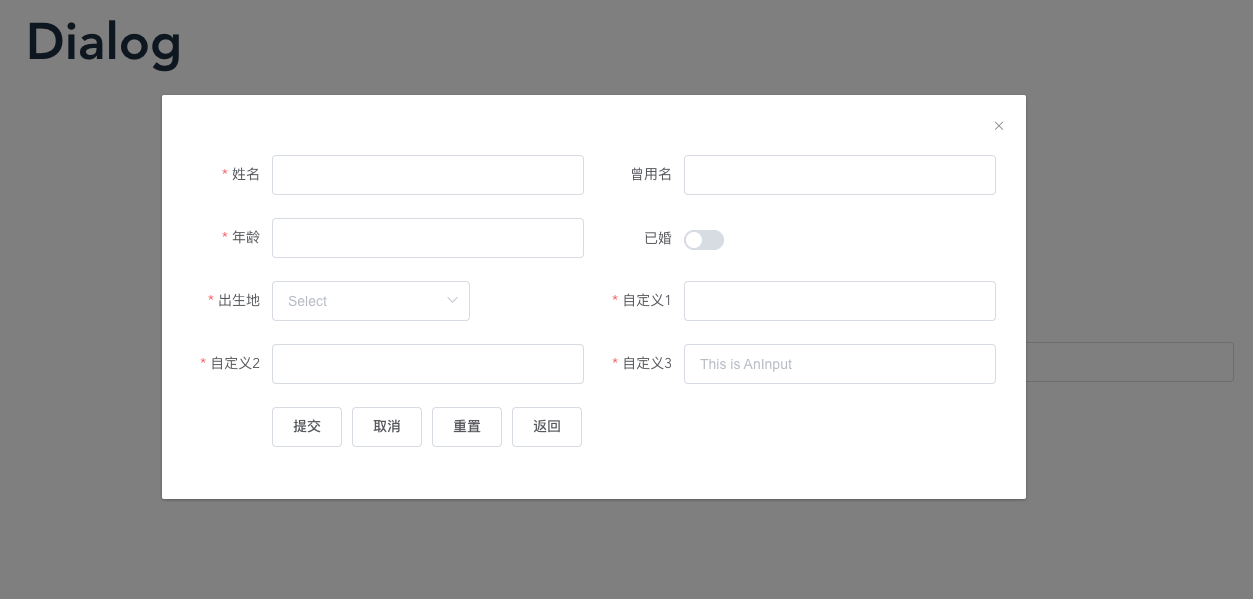 Dialog
* 姓名
曾用名
* 年龄
已婚
* 出生地
Select
* 自定义1
* 自定义2
* 自定义3
This is AnInput
提交 取消 重置 返回